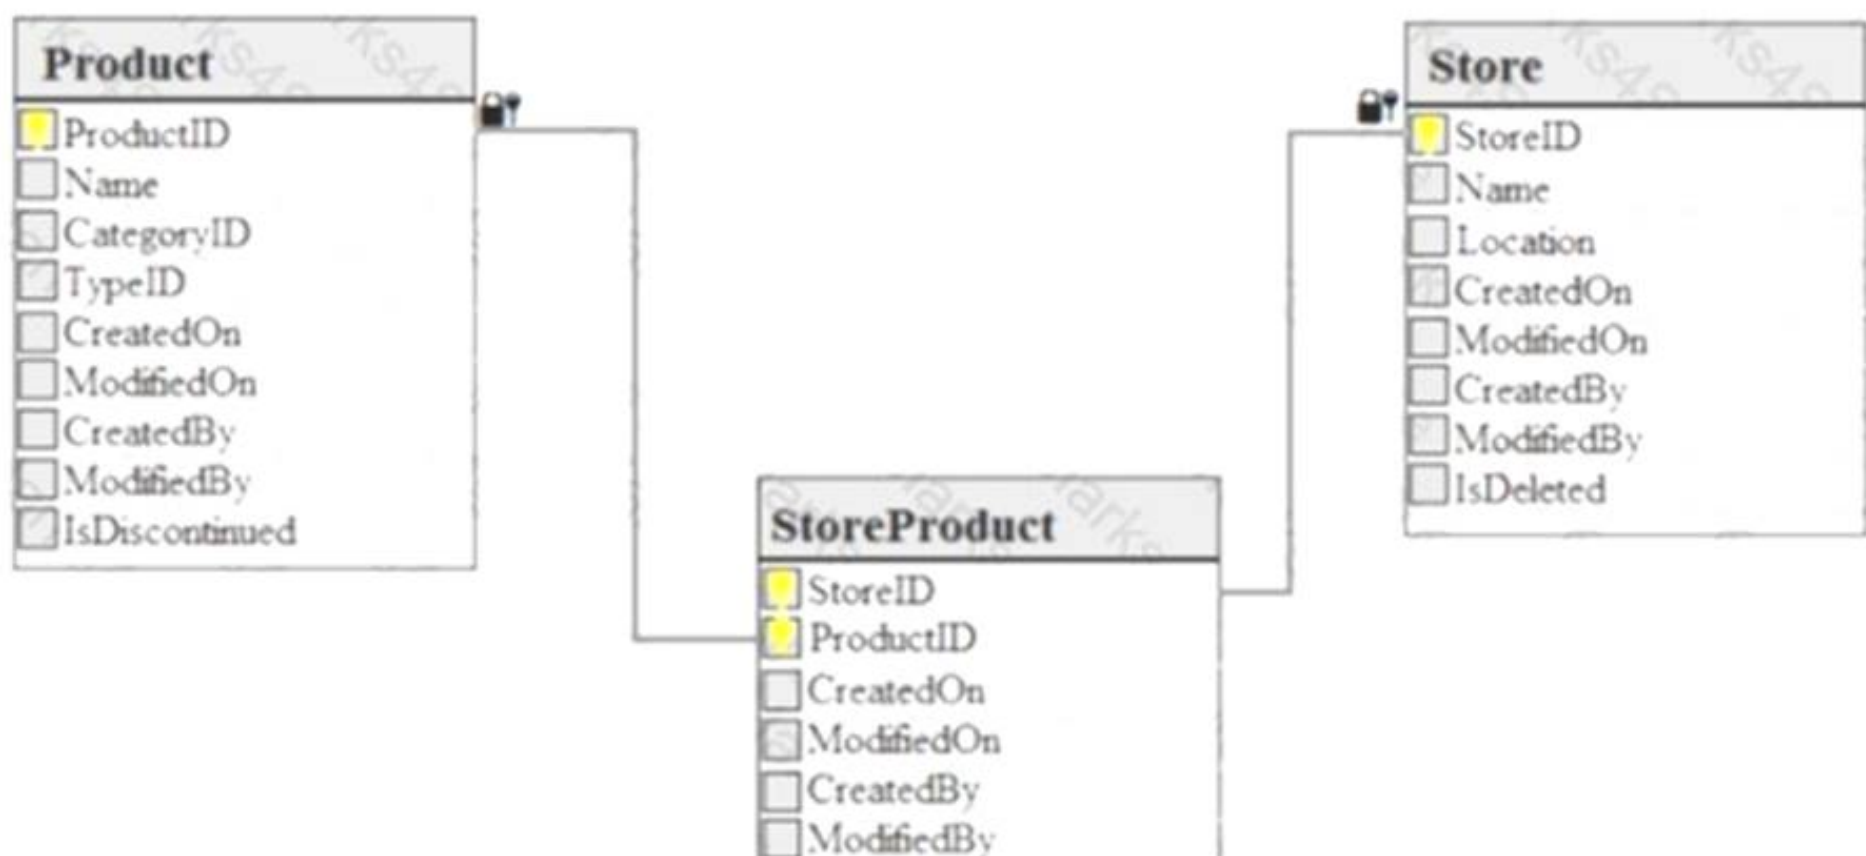 Product
ProductID
Name
CategoryID
TypeID
CreatedOn
ModifiedOn
CreatedBy
ModifiedBy
IsDiscontinued
Store
StoreID
Name
Location
CreatedOn
ModifiedOn
CreatedBy
ModifiedBy
IsDeleted
StoreProduct
StoreID
ProductID
CreatedOn
ModifiedOn
CreatedBy
ModifiedBy